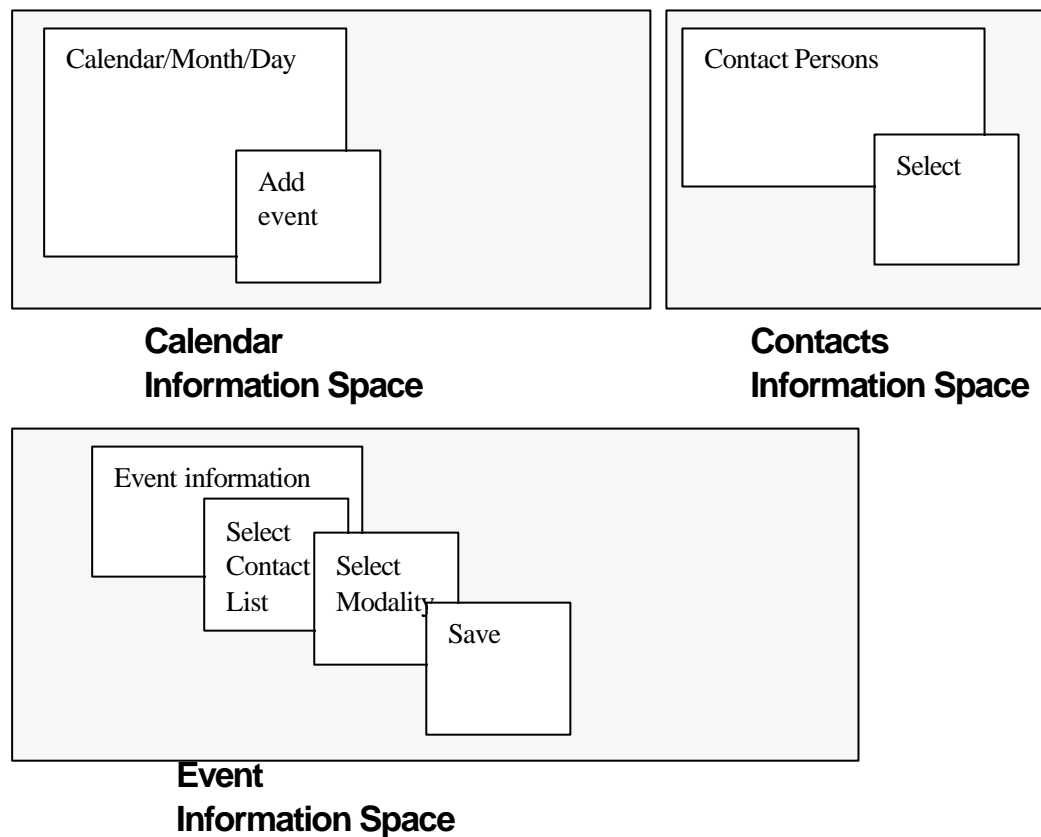 Calendar/Month/Day
Add
event
Contact Persons
Select
Calendar
Information Space
Contacts
Information Space
Event information
Select
Contact
List
Select
Modality
Save
Event
Information Space